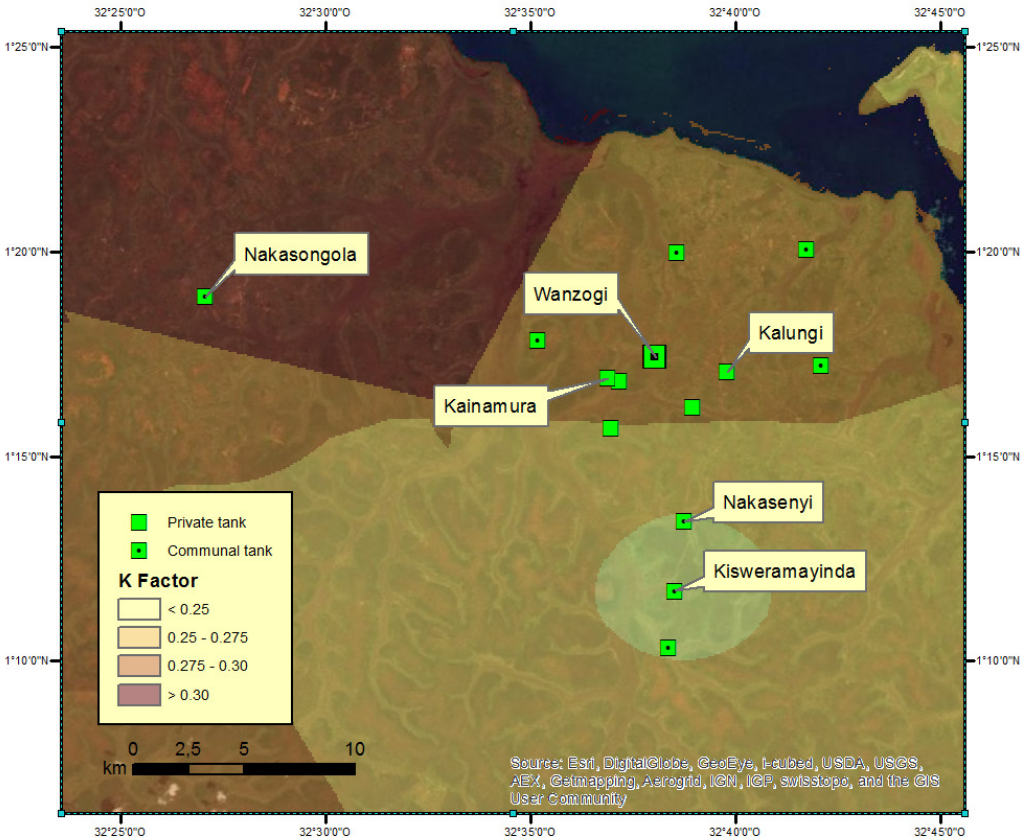 32°25'0"O 32°30'0"O 32°35'0"O 32°40'0"O 32°45'0"O
1°25'0"N 1°25'0"N
1°20'0"N 1°20'0"N
Nakasongola
Wanzogi
Kalungi
Kainamura
1°15'0"N 1°15'0"N
Nakasenyi
Kisweramayinda
Private tank
Communal tank
K Factor
< 0.25
0.25 - 0.275
0.275 - 0.30
> 0.30
1°10'0"N 1°10'0"N
0 2,5 5 10
km
Source: Esri, DigitalGlobe, GeoEye, i-cubed, USDA, USGS,
AEX, Getmapping, Aerogrid, IGN, IGP, swisstopo, and the GIS
User Community
32°25'0"O 32°30'0"O 32°35'0"O 32°40'0"O 32°45'0"O